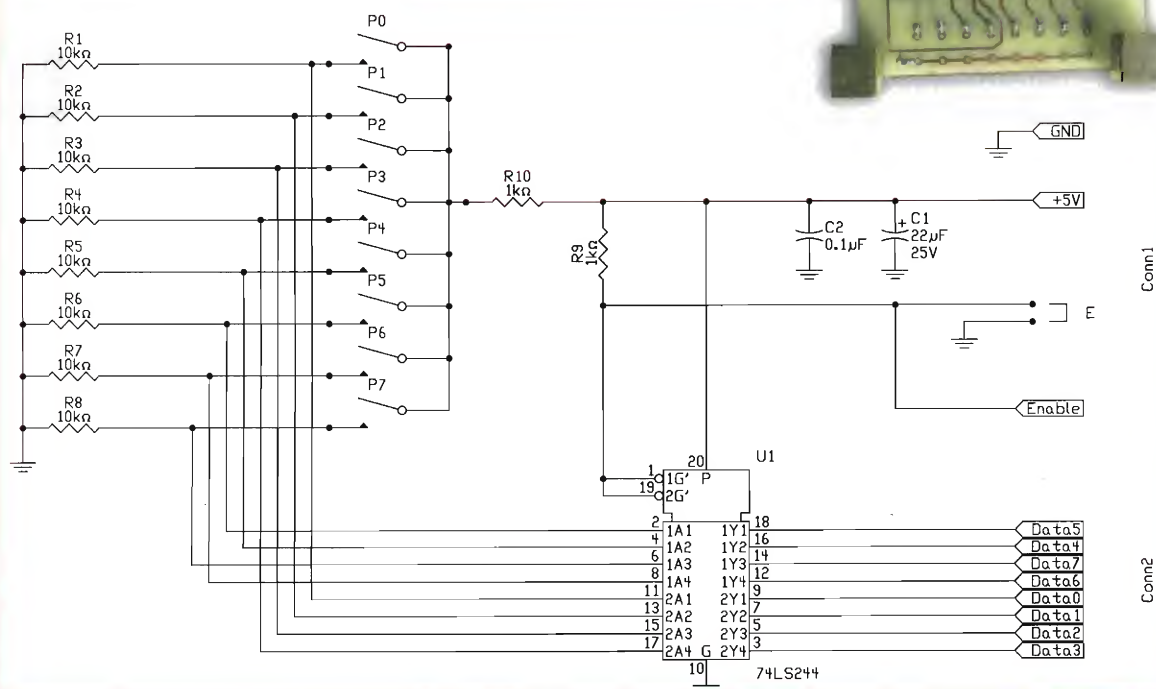 P0
R1
10kΩ
P1
R2
10kΩ
P2
R3
10kΩ
P3
R4
10kΩ
P4
R5
10kΩ
P5
R6
10kΩ
P6
R7
10kΩ
P7
R8
10kΩ
R10
1kΩ
R9
1kΩ
GND
+5V
C2
0.1µF
+ C1
22µF
25V
Conn1
E
Enable
U1
20
1 1G' P
19 2G'
2 1A1 1Y1 18 Data5
4 1A2 1Y2 16 Data4
6 1A3 1Y3 14 Data7
8 1A4 1Y4 12 Data6
11 2A1 2Y1 9 Data0
13 2A2 2Y2 7 Data1
15 2A3 2Y3 5 Data2
17 2A4 G 2Y4 3 Data3
10
74LS244
Conn2